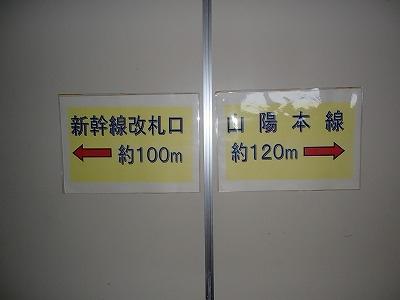 新幹線改札口
← 約100m
山陽本線
約120m →